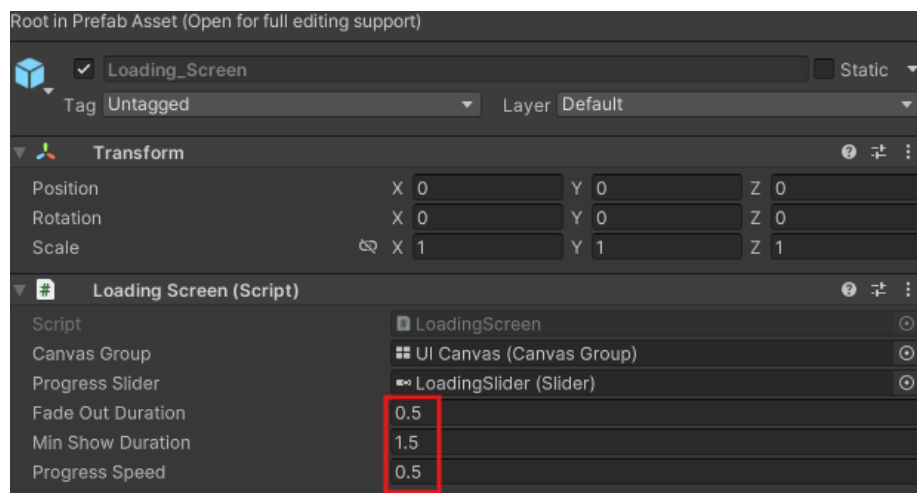 Root in Prefab Asset (Open for full editing support)
Loading_Screen Static
Tag Untagged Layer Default
Transform
Position X 0 Y 0 Z 0
Rotation X 0 Y 0 Z 0
Scale X 1 Y 1 Z 1
# Loading Screen (Script)
Script # LoadingScreen
Canvas Group UI Canvas (Canvas Group)
Progress Slider LoadingSlider (Slider)
Fade Out Duration 0.5
Min Show Duration 1.5
Progress Speed 0.5